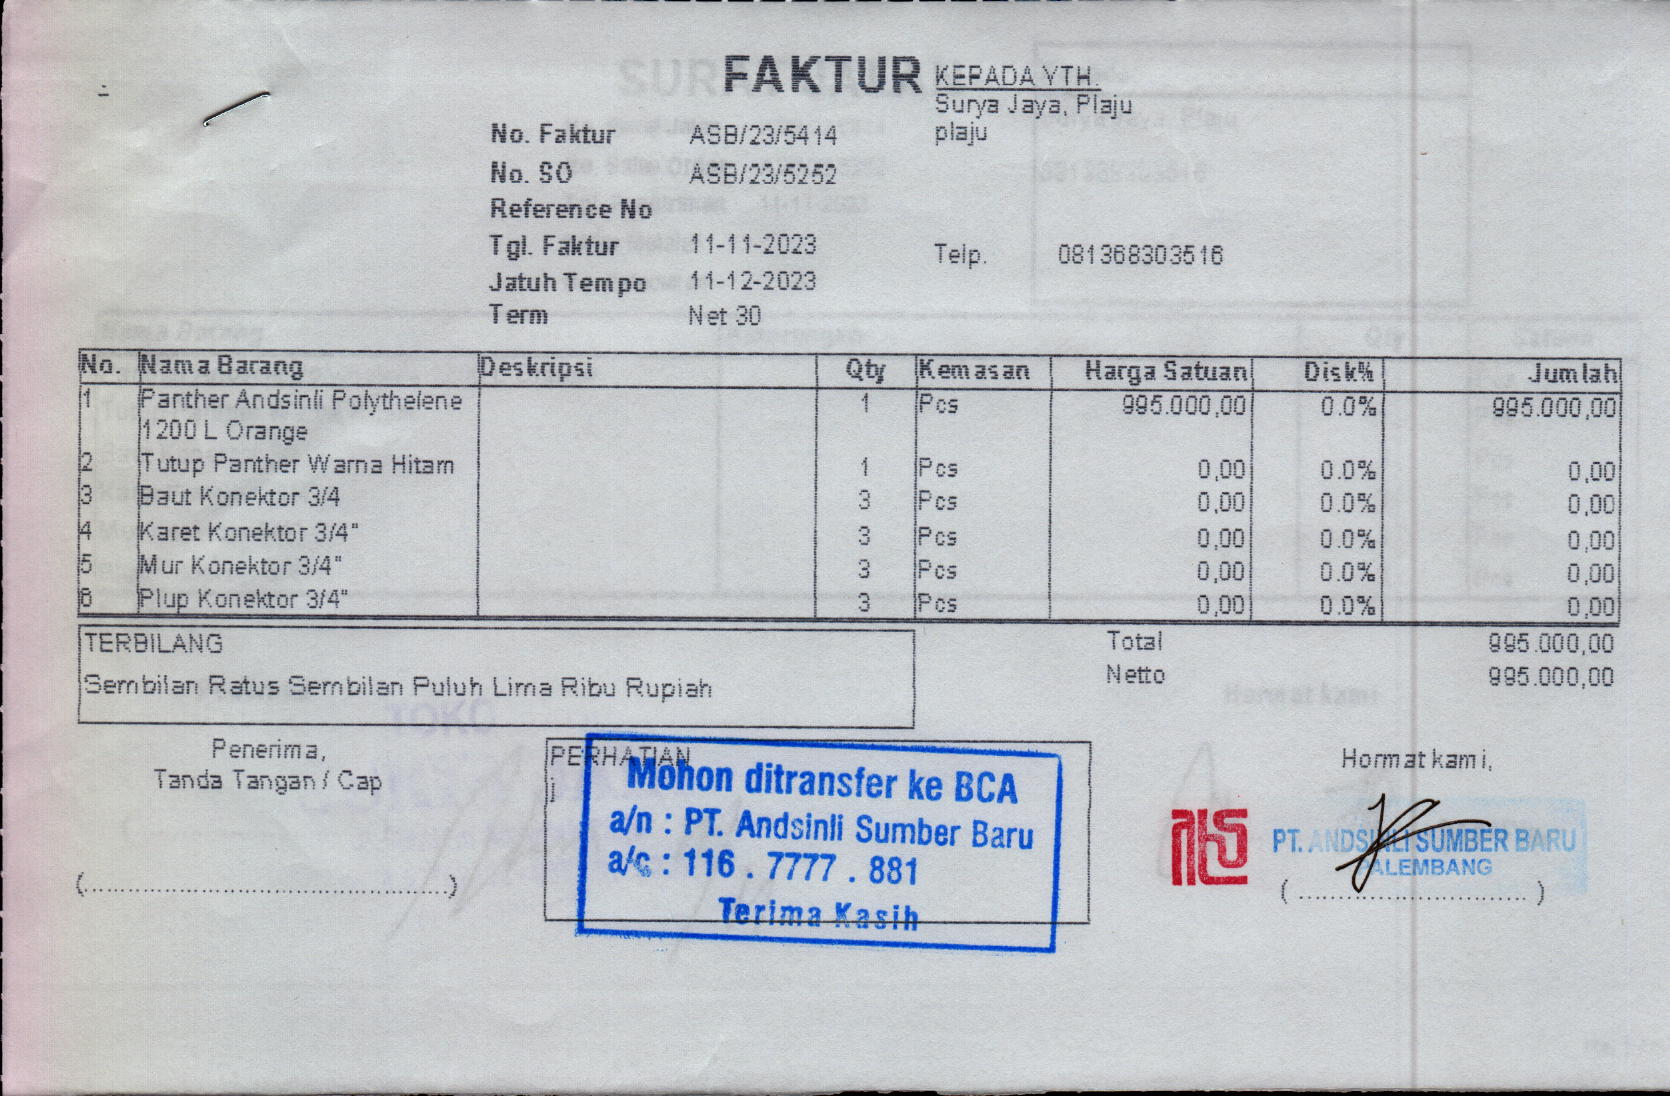 FAKTUR
KEPADA YTH.
Surya Jaya, Plaju
plaju
No. Faktur ASB/23/5414
No. SO ASB/23/5252
Reference No
Tgl. Faktur 11-11-2023
Telp. 081368303516
Jatuh Tempo 11-12-2023
Term Net 30
No. Nama Barang Deskripsi Qty Kemasan Harga Satuan Disk% Jumlah
1 Panther Andsinli Polythelene 1 Pcs 995.000,00 0.0% 995.000,00
1200 L Orange
2 Tutup Panther Warna Hitam 1 Pcs 0,00 0.0% 0,00
3 Baut Konektor 3/4 3 Pcs 0,00 0.0% 0,00
4 Karet Konektor 3/4" 3 Pcs 0,00 0.0% 0,00
5 Mur Konektor 3/4" 3 Pcs 0,00 0.0% 0,00
6 Plup Konektor 3/4" 3 Pcs 0,00 0.0% 0,00
TERBILANG
Sembilan Ratus Sembilan Puluh Lima Ribu Rupiah
Total 995.000,00
Netto 995.000,00
Penerima,
Tanda Tangan / Cap
PERHATIAN
j
Mohon ditransfer ke BCA
a/n : PT. Andsinli Sumber Baru
a/c : 116 . 7777 . 881
Terima Kasih
Hormat kami,
PT. ANDSINLI SUMBER BARU
PALEMBANG